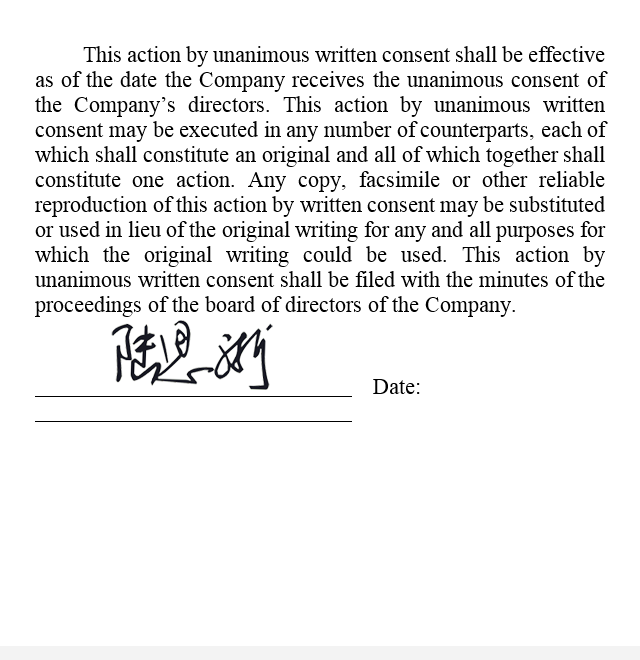 This action by unanimous written consent shall be effective
as of the date the Company receives the unanimous consent of
the Company’s directors. This action by unanimous written
consent may be executed in any number of counterparts, each of
which shall constitute an original and all of which together shall
constitute one action. Any copy, facsimile or other reliable
reproduction of this action by written consent may be substituted
or used in lieu of the original writing for any and all purposes for
which the original writing could be used. This action by
unanimous written consent shall be filed with the minutes of the
proceedings of the board of directors of the Company.
Date: